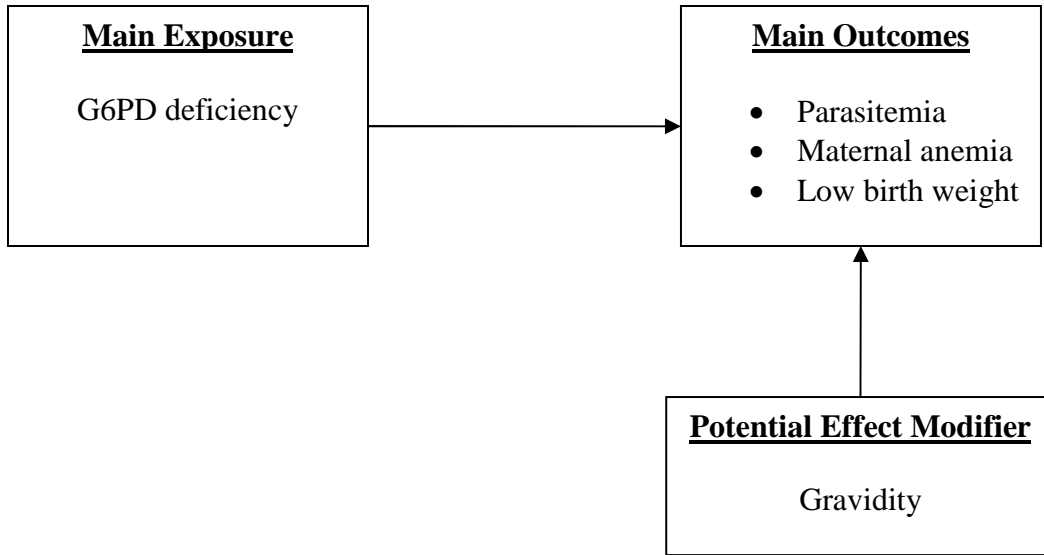 Main Exposure
G6PD deficiency
Main Outcomes
• Parasitemia
• Maternal anemia
• Low birth weight
Potential Effect Modifier
Gravidity